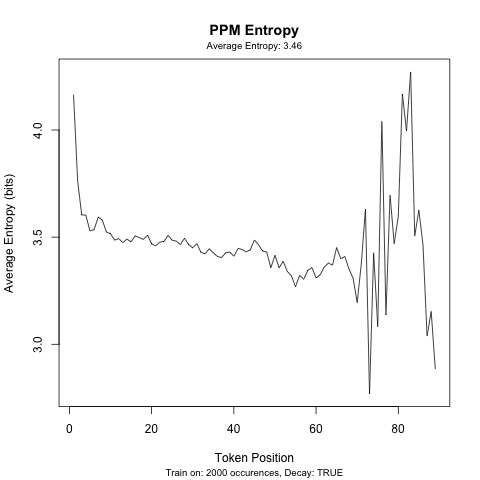 PPM Entropy
Average Entropy: 3.46
Average Entropy (bits)
4.0
3.5
3.0
0 20 40 60 80
Token Position
Train on: 2000 occurences, Decay: TRUE